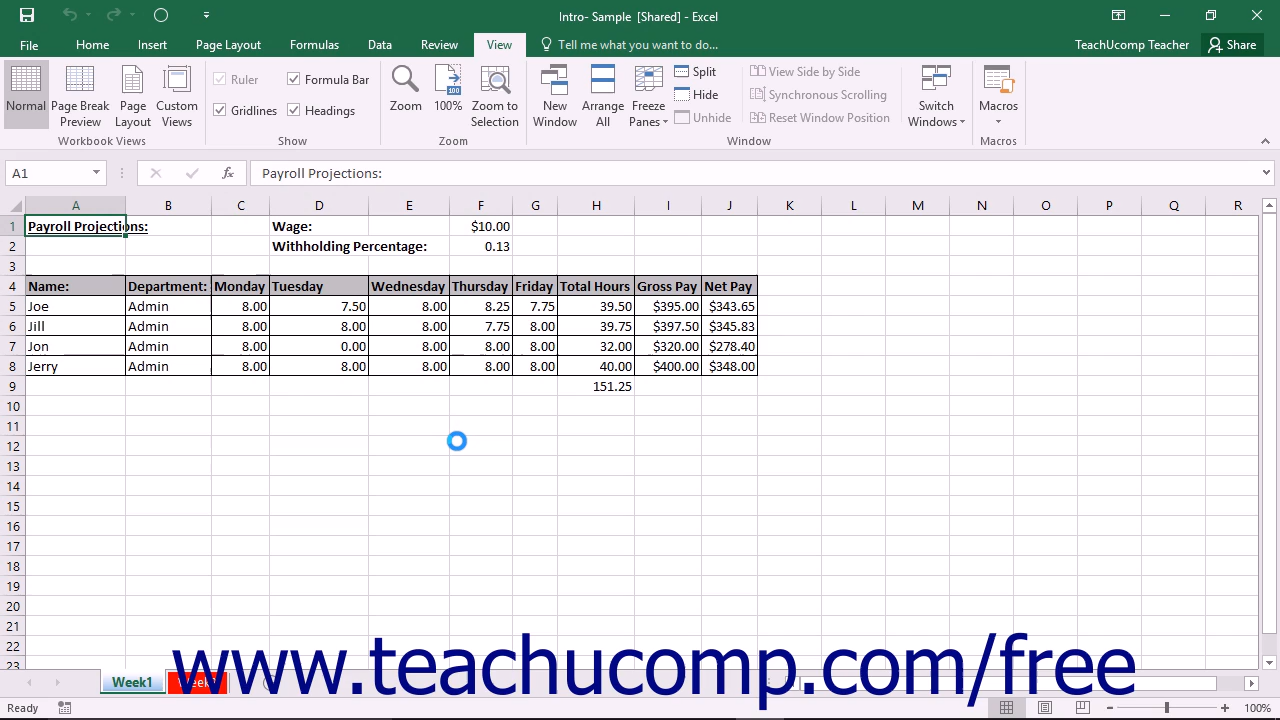 Intro- Sample [Shared] - Excel
File Home Insert Page Layout Formulas Data Review View Tell me what you want to do... TeachUcomp Teacher Share
Normal
Page Break Preview
Page Layout
Custom Views
Workbook Views
Ruler
Formula Bar
Gridlines
Headings
Show
Zoom
100
100%
Zoom to Selection
Zoom
New Window
Arrange All
Freeze Panes
Split
Hide
Unhide
View Side by Side
Synchronous Scrolling
Reset Window Position
Window
Switch Windows
Macros
Macros
A1 fx Payroll Projections:
A B C D E F G H I J K L M N O P Q R
1 Payroll Projections: Wage: $10.00
2 Withholding Percentage: 0.13
3
4 Name: Department: Monday Tuesday Wednesday Thursday Friday Total Hours Gross Pay Net Pay
5 Joe Admin 8.00 7.50 8.00 8.25 7.75 39.50 $395.00 $343.65
6 Jill Admin 8.00 8.00 8.00 7.75 8.00 39.75 $397.50 $345.83
7 Jon Admin 8.00 0.00 8.00 8.00 8.00 32.00 $320.00 $278.40
8 Jerry Admin 8.00 8.00 8.00 8.00 8.00 40.00 $400.00 $348.00
9 151.25
10
11
12
13
14
15
16
17
18
19
20
21
22
23
www.teachucomp.com/free
Week1
Ready 100%